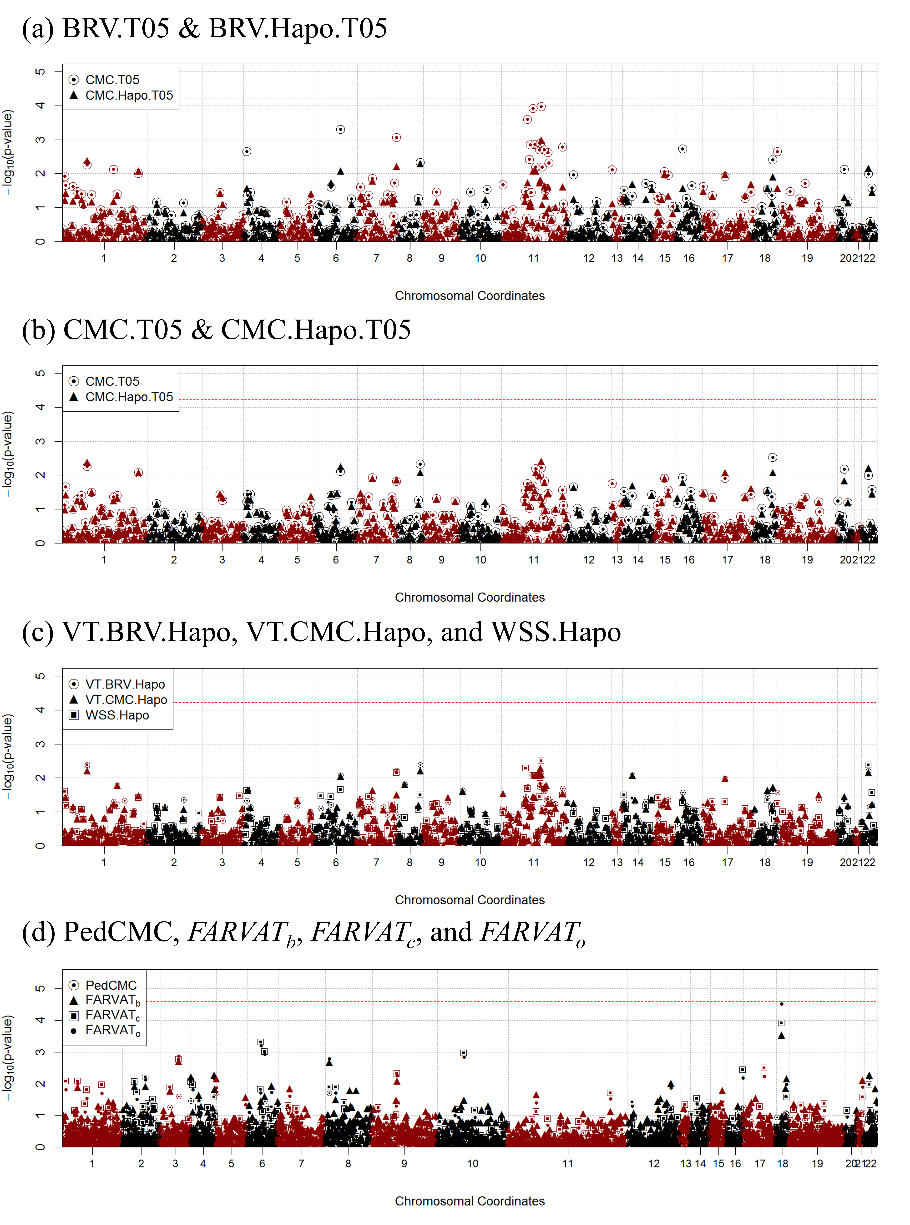 (a) BRV.T05 & BRV.Hapo.T05
CMC.T05
CMC.Hapo.T05
− log10(p-value)
5
4
3
2
1
0
1 2 3 4 5 6 7 8 9 10 11 12 13 14 15 16 17 18 19 20 21 22
Chromosomal Coordinates
(b) CMC.T05 & CMC.Hapo.T05
CMC.T05
CMC.Hapo.T05
− log10(p-value)
5
4
3
2
1
0
1 2 3 4 5 6 7 8 9 10 11 12 13 14 15 16 17 18 19 20 21 22
Chromosomal Coordinates
(c) VT.BRV.Hapo, VT.CMC.Hapo, and WSS.Hapo
VT.BRV.Hapo
VT.CMC.Hapo
WSS.Hapo
− log10(p-value)
5
4
3
2
1
0
1 2 3 4 5 6 7 8 9 10 11 12 13 14 15 16 17 18 19 20 21 22
Chromosomal Coordinates
(d) PedCMC, FARVATb, FARVATc, and FARVATo
PedCMC
FARVATb
FARVATc
FARVATo
− log10(p-value)
5
4
3
2
1
0
1 2 3 4 5 6 7 8 9 10 11 12 13 14 15 16 17 18 19 20 21 22
Chromosomal Coordinates